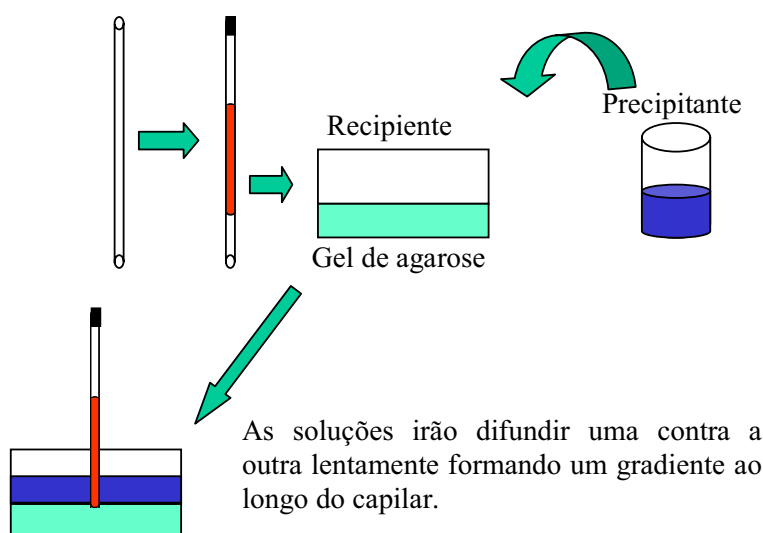 Precipitante
Recipiente
Gel de agarose
As soluções irão difundir uma contra a
outra lentamente formando um gradiente ao
longo do capilar.